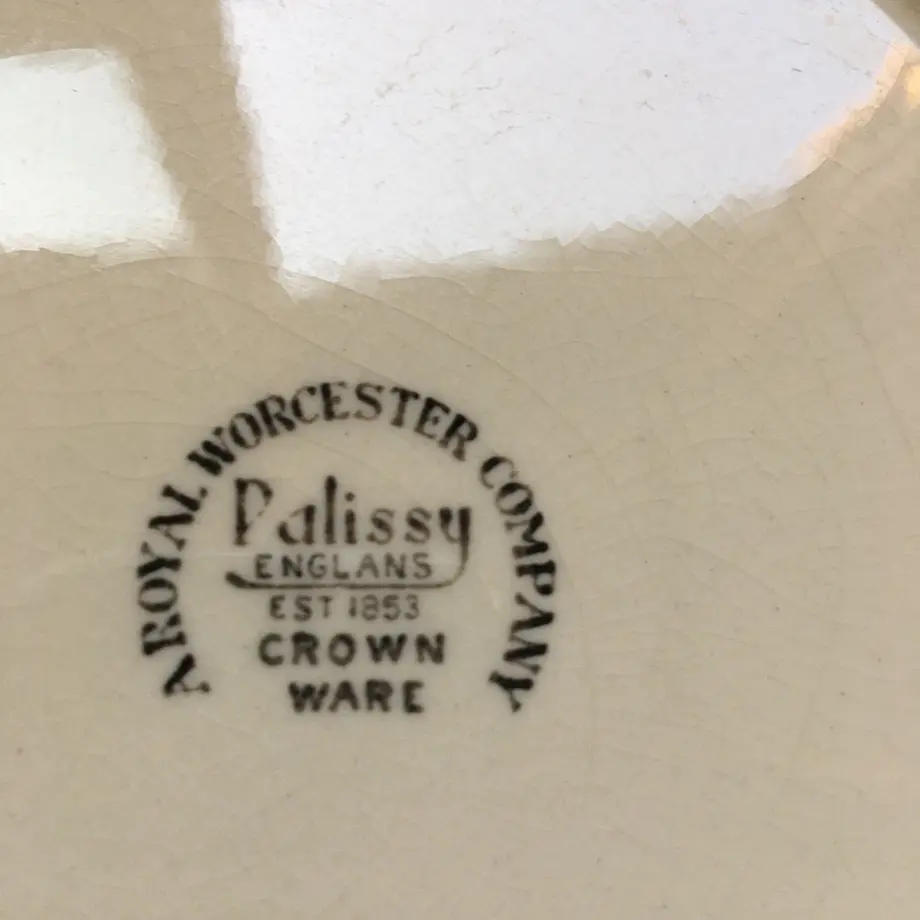 A ROYAL WORCESTER COMPANY
Palissy
ENGLANS
EST 1853
CROWN
WARE